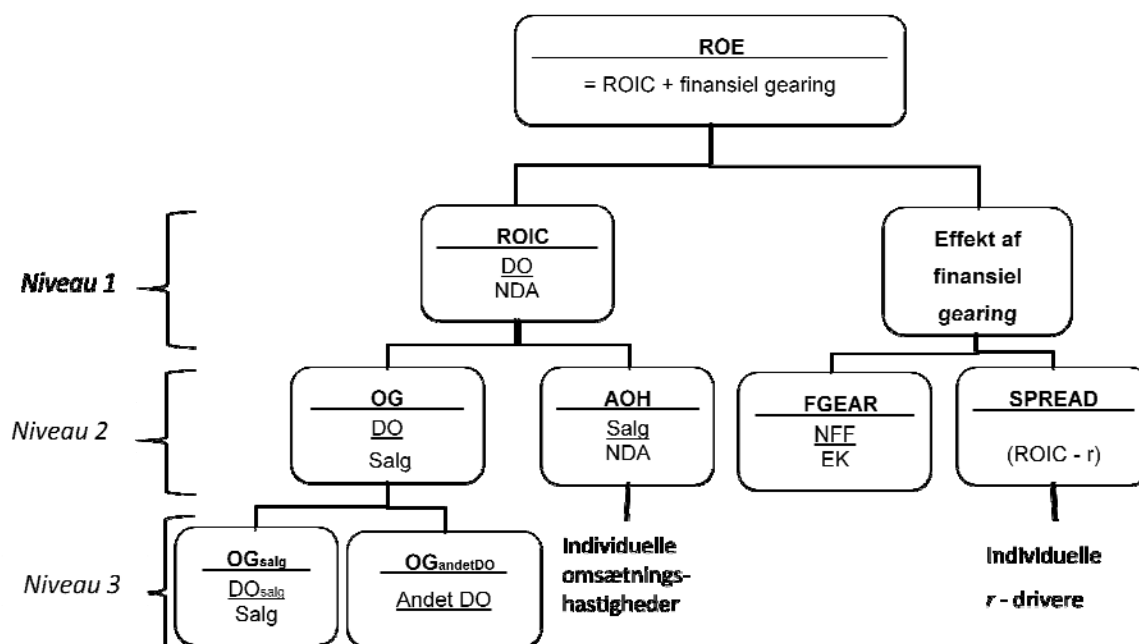 ROE
= ROIC + finansiel gearing
Niveau 1
ROIC
DO
NDA
Effekt af
finansiel
gearing
Niveau 2
OG
DO
Salg
AOH
Salg
NDA
FGEAR
NFF
EK
SPREAD
(ROIC - r)
Niveau 3
OGsalg
DOsalg
Salg
OGandetDO
Andet DO
Individuelle
omsætnings-
hastigheder
Individuelle
r - drivere